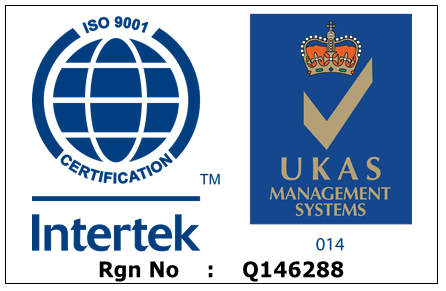 ISO 9001
CERTIFICATION
TM
Intertek
UKAS
MANAGEMENT
SYSTEMS
014
Rgn No : Q146288